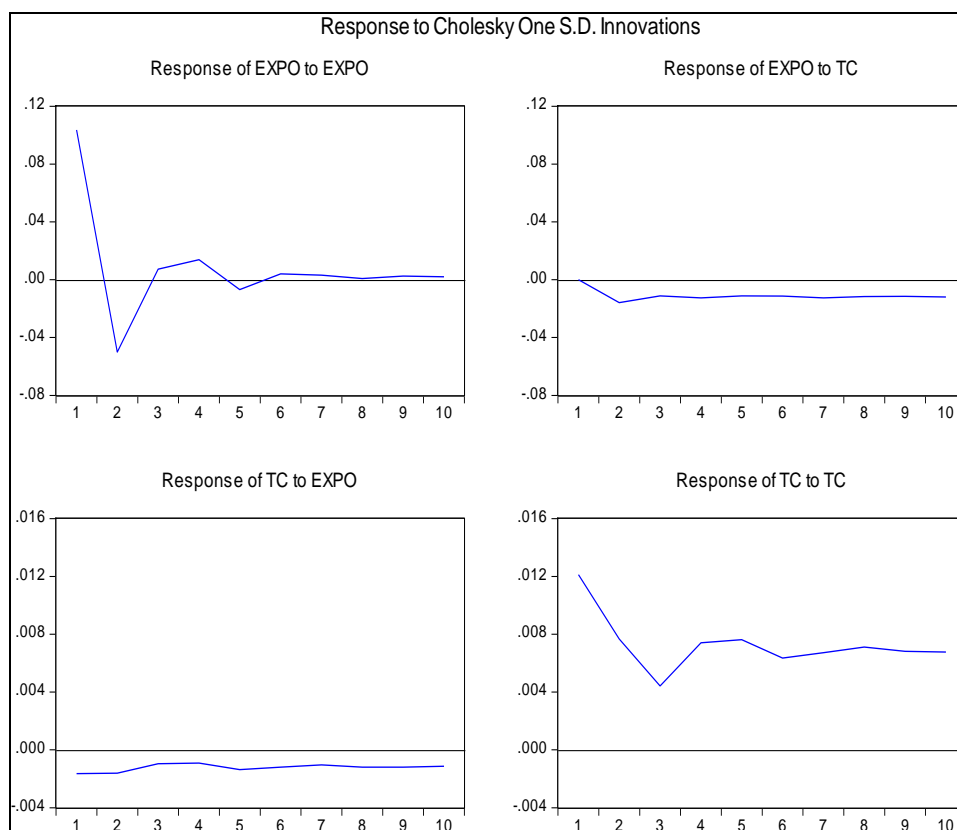 Response to Cholesky One S.D. Innovations
Response of EXPO to EXPO
.12
.08
.04
.00
-.04
-.08
1 2 3 4 5 6 7 8 9 10
Response of EXPO to TC
.12
.08
.04
.00
-.04
-.08
1 2 3 4 5 6 7 8 9 10
Response of TC to EXPO
.016
.012
.008
.004
.000
-.004
1 2 3 4 5 6 7 8 9 10
Response of TC to TC
.016
.012
.008
.004
.000
-.004
1 2 3 4 5 6 7 8 9 10